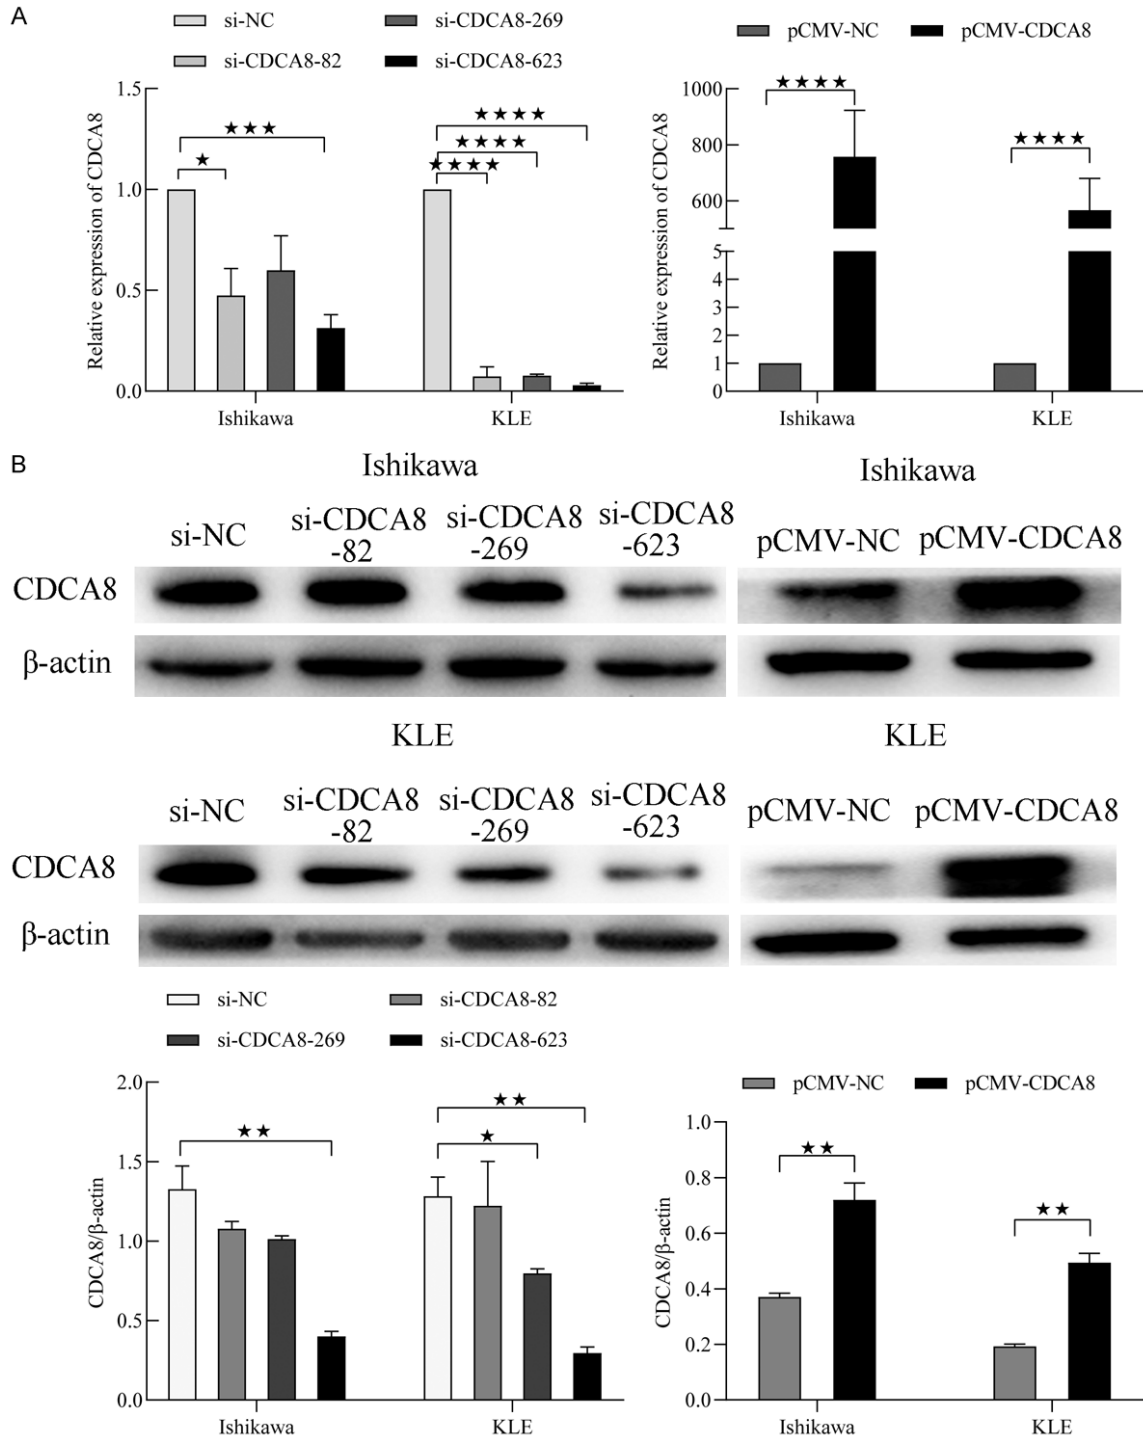 A
si-NC
si-CDCA8-269
si-CDCA8-82
si-CDCA8-623
Relative expression of CDCA8
1.5
1.0
0.5
0.0
★
★★★
★★★★
★★★★
★★★★
Ishikawa
KLE
pCMV-NC
pCMV-CDCA8
Relative expression of CDCA8
1000
800
600
5
4
3
2
1
0
★★★★
★★★★
Ishikawa
KLE
B
Ishikawa
Ishikawa
si-NC
si-CDCA8
-82
si-CDCA8
-269
si-CDCA8
-623
pCMV-NC
pCMV-CDCA8
CDCA8
β-actin
KLE
KLE
si-NC
si-CDCA8
-82
si-CDCA8
-269
si-CDCA8
-623
pCMV-NC
pCMV-CDCA8
CDCA8
β-actin
si-NC
si-CDCA8-82
si-CDCA8-269
si-CDCA8-623
CDCA8/β-actin
2.0
1.5
1.0
0.5
0.0
★★
★★
★
Ishikawa
KLE
pCMV-NC
pCMV-CDCA8
CDCA8/β-actin
1.0
0.8
0.6
0.4
0.2
0.0
★★
★★
Ishikawa
KLE